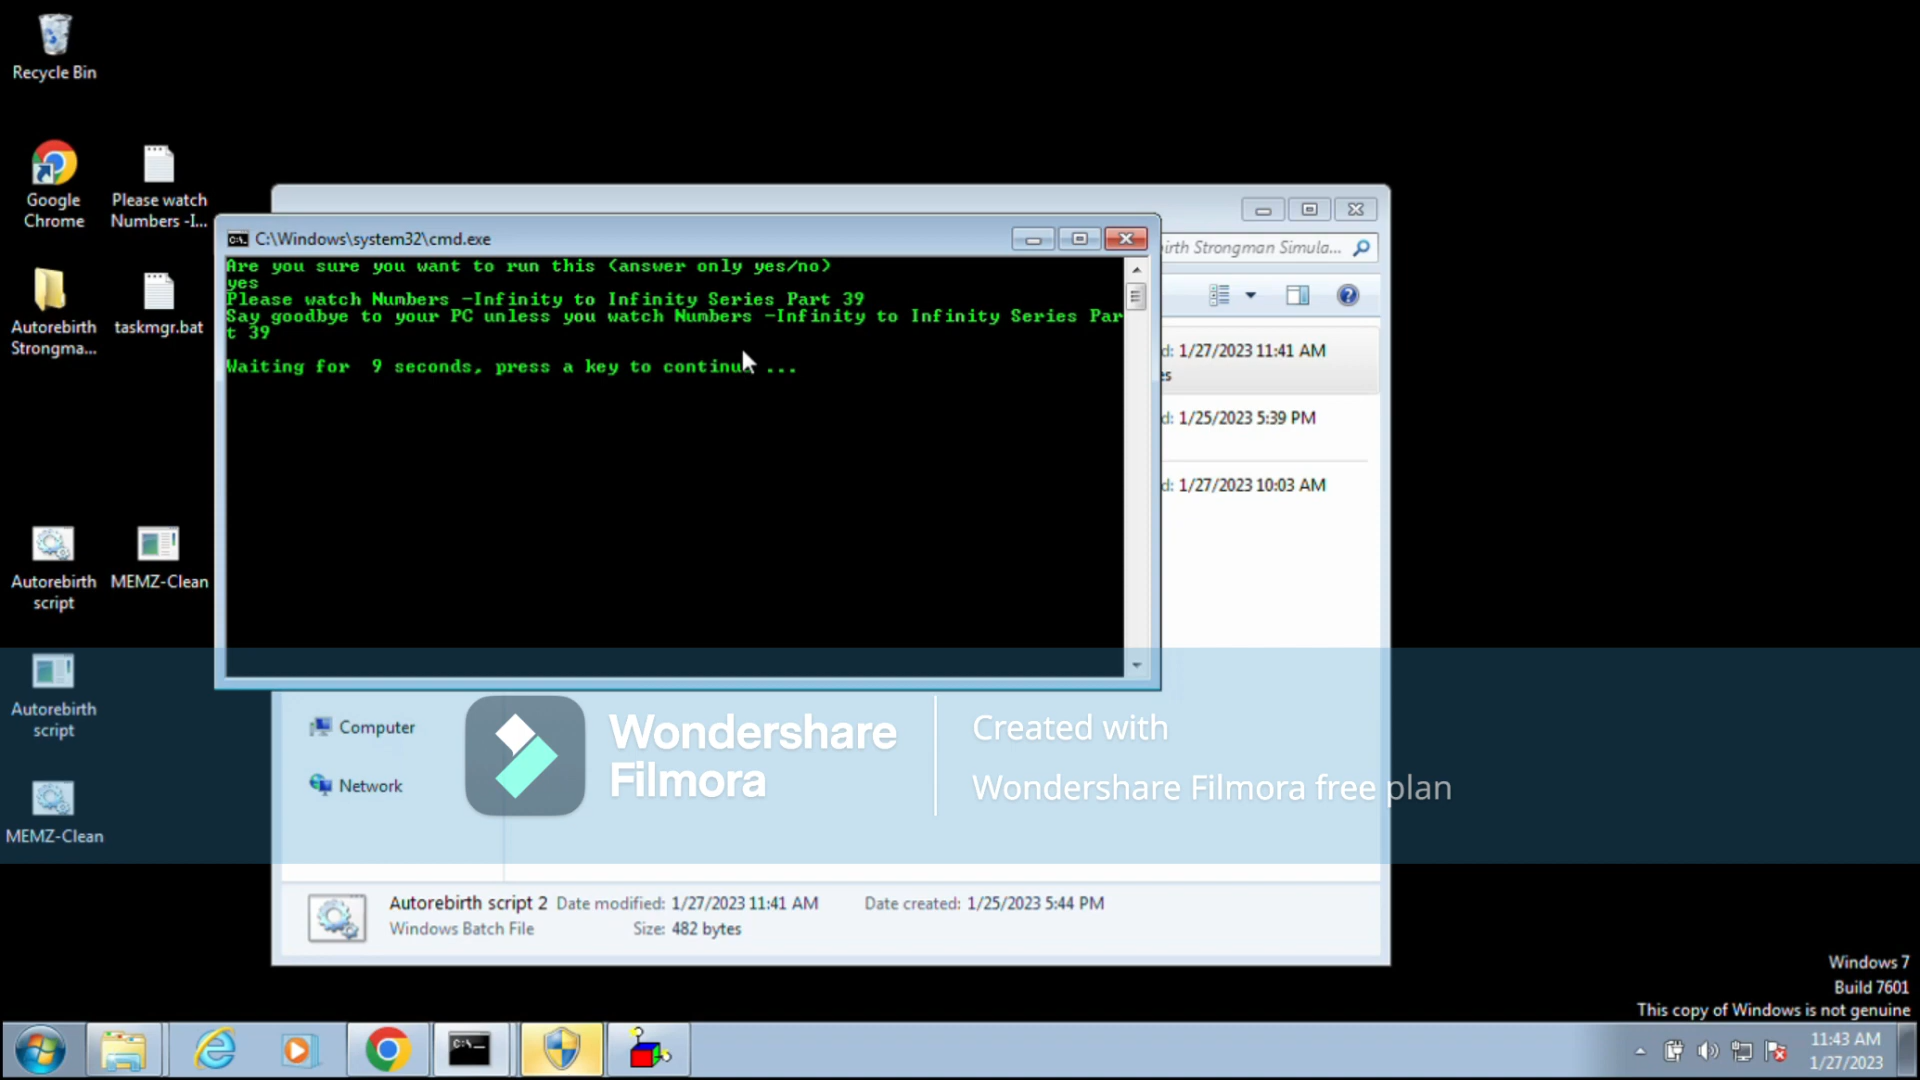 Recycle Bin
Google
Chrome
Please watch
Numbers -I...
Autorebirth
Strongma...
taskmgr.bat
Autorebirth
script
MEMZ-Clean
Autorebirth
script
MEMZ-Clean
irth Strongman Simula...
C:\Windows\system32\cmd.exe
Are you sure you want to run this (answer only yes/no)
yes
Please watch Numbers -Infinity to Infinity Series Part 39
Say goodbye to your PC unless you watch Numbers -Infinity to Infinity Series Par
t 39
Waiting for  9 seconds, press a key to continue ...
d: 1/27/2023 11:41 AM
es
d: 1/25/2023 5:39 PM
d: 1/27/2023 10:03 AM
Computer
Network
Wondershare
Filmora
Created with
Wondershare Filmora free plan
Autorebirth script 2 Date modified: 1/27/2023 11:41 AM Date created: 1/25/2023 5:44 PM
Windows Batch File Size: 482 bytes
Windows 7
Build 7601
This copy of Windows is not genuine
11:43 AM
1/27/2023